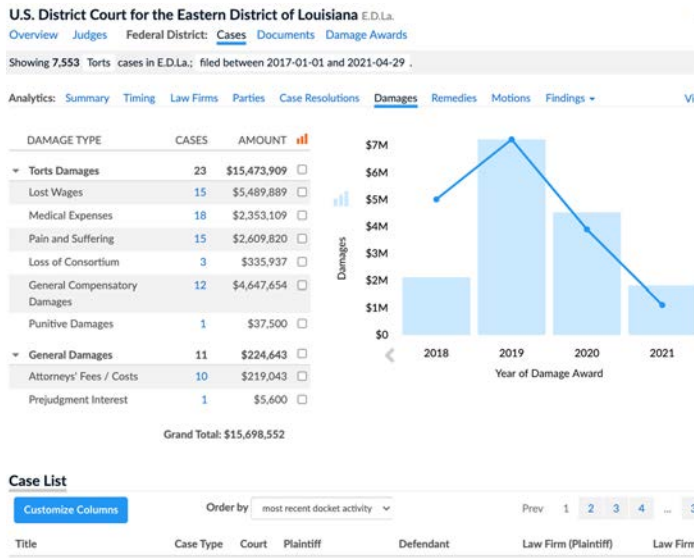 U.S. District Court for the Eastern District of Louisiana E.D.La.
Overview Judges Federal District: Cases Documents Damage Awards
Showing 7,553 Torts cases in E.D.La.; filed between 2017-01-01 and 2021-04-29 .
Analytics: Summary Timing Law Firms Parties Case Resolutions Damages Remedies Motions Findings Vi
DAMAGE TYPE CASES AMOUNT
Torts Damages 23 $15,473,909
Lost Wages 15 $5,489,889
Medical Expenses 18 $2,353,109
Pain and Suffering 15 $2,609,820
Loss of Consortium 3 $335,937
General Compensatory
Damages 12 $4,647,654
Punitive Damages 1 $37,500
General Damages 11 $224,643
Attorneys' Fees / Costs 10 $219,043
Prejudgment Interest 1 $5,600
Grand Total: $15,698,552
$7M
$6M
$5M
$4M
$3M
$2M
$1M
$0
Damages
2018 2019 2020 2021
Year of Damage Award
Case List
Customize Columns Order by most recent docket activity Prev 1 2 3 4 ... 3
Title Case Type Court Plaintiff Defendant Law Firm (Plaintiff) Law Firm